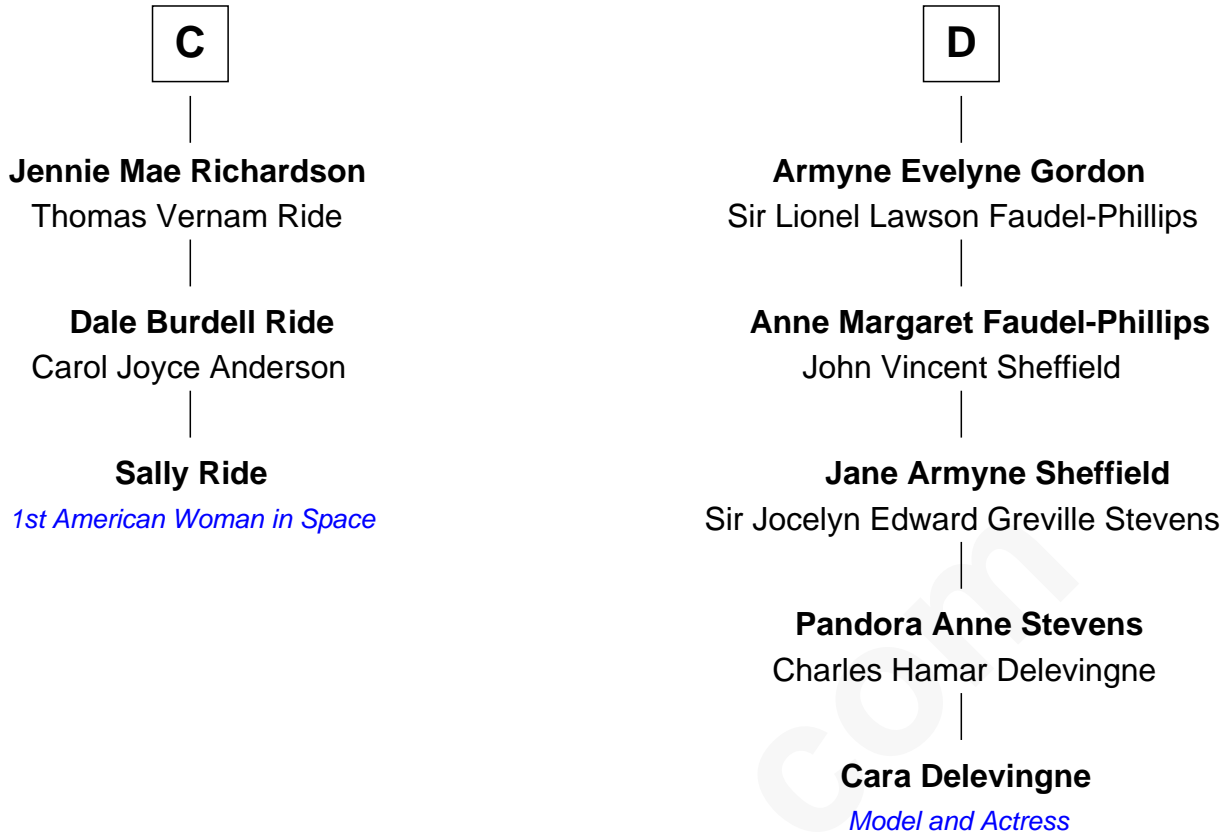 C
Jennie Mae Richardson
Thomas Vernam Ride
Dale Burdell Ride
Carol Joyce Anderson
Sally Ride
1st American Woman in Space
D
Armyne Evelyne Gordon
Sir Lionel Lawson Faudel-Phillips
Anne Margaret Faudel-Phillips
John Vincent Sheffield
Jane Armyne Sheffield
Sir Jocelyn Edward Greville Stevens
Pandora Anne Stevens
Charles Hamar Delevingne
Cara Delevingne
Model and Actress
com